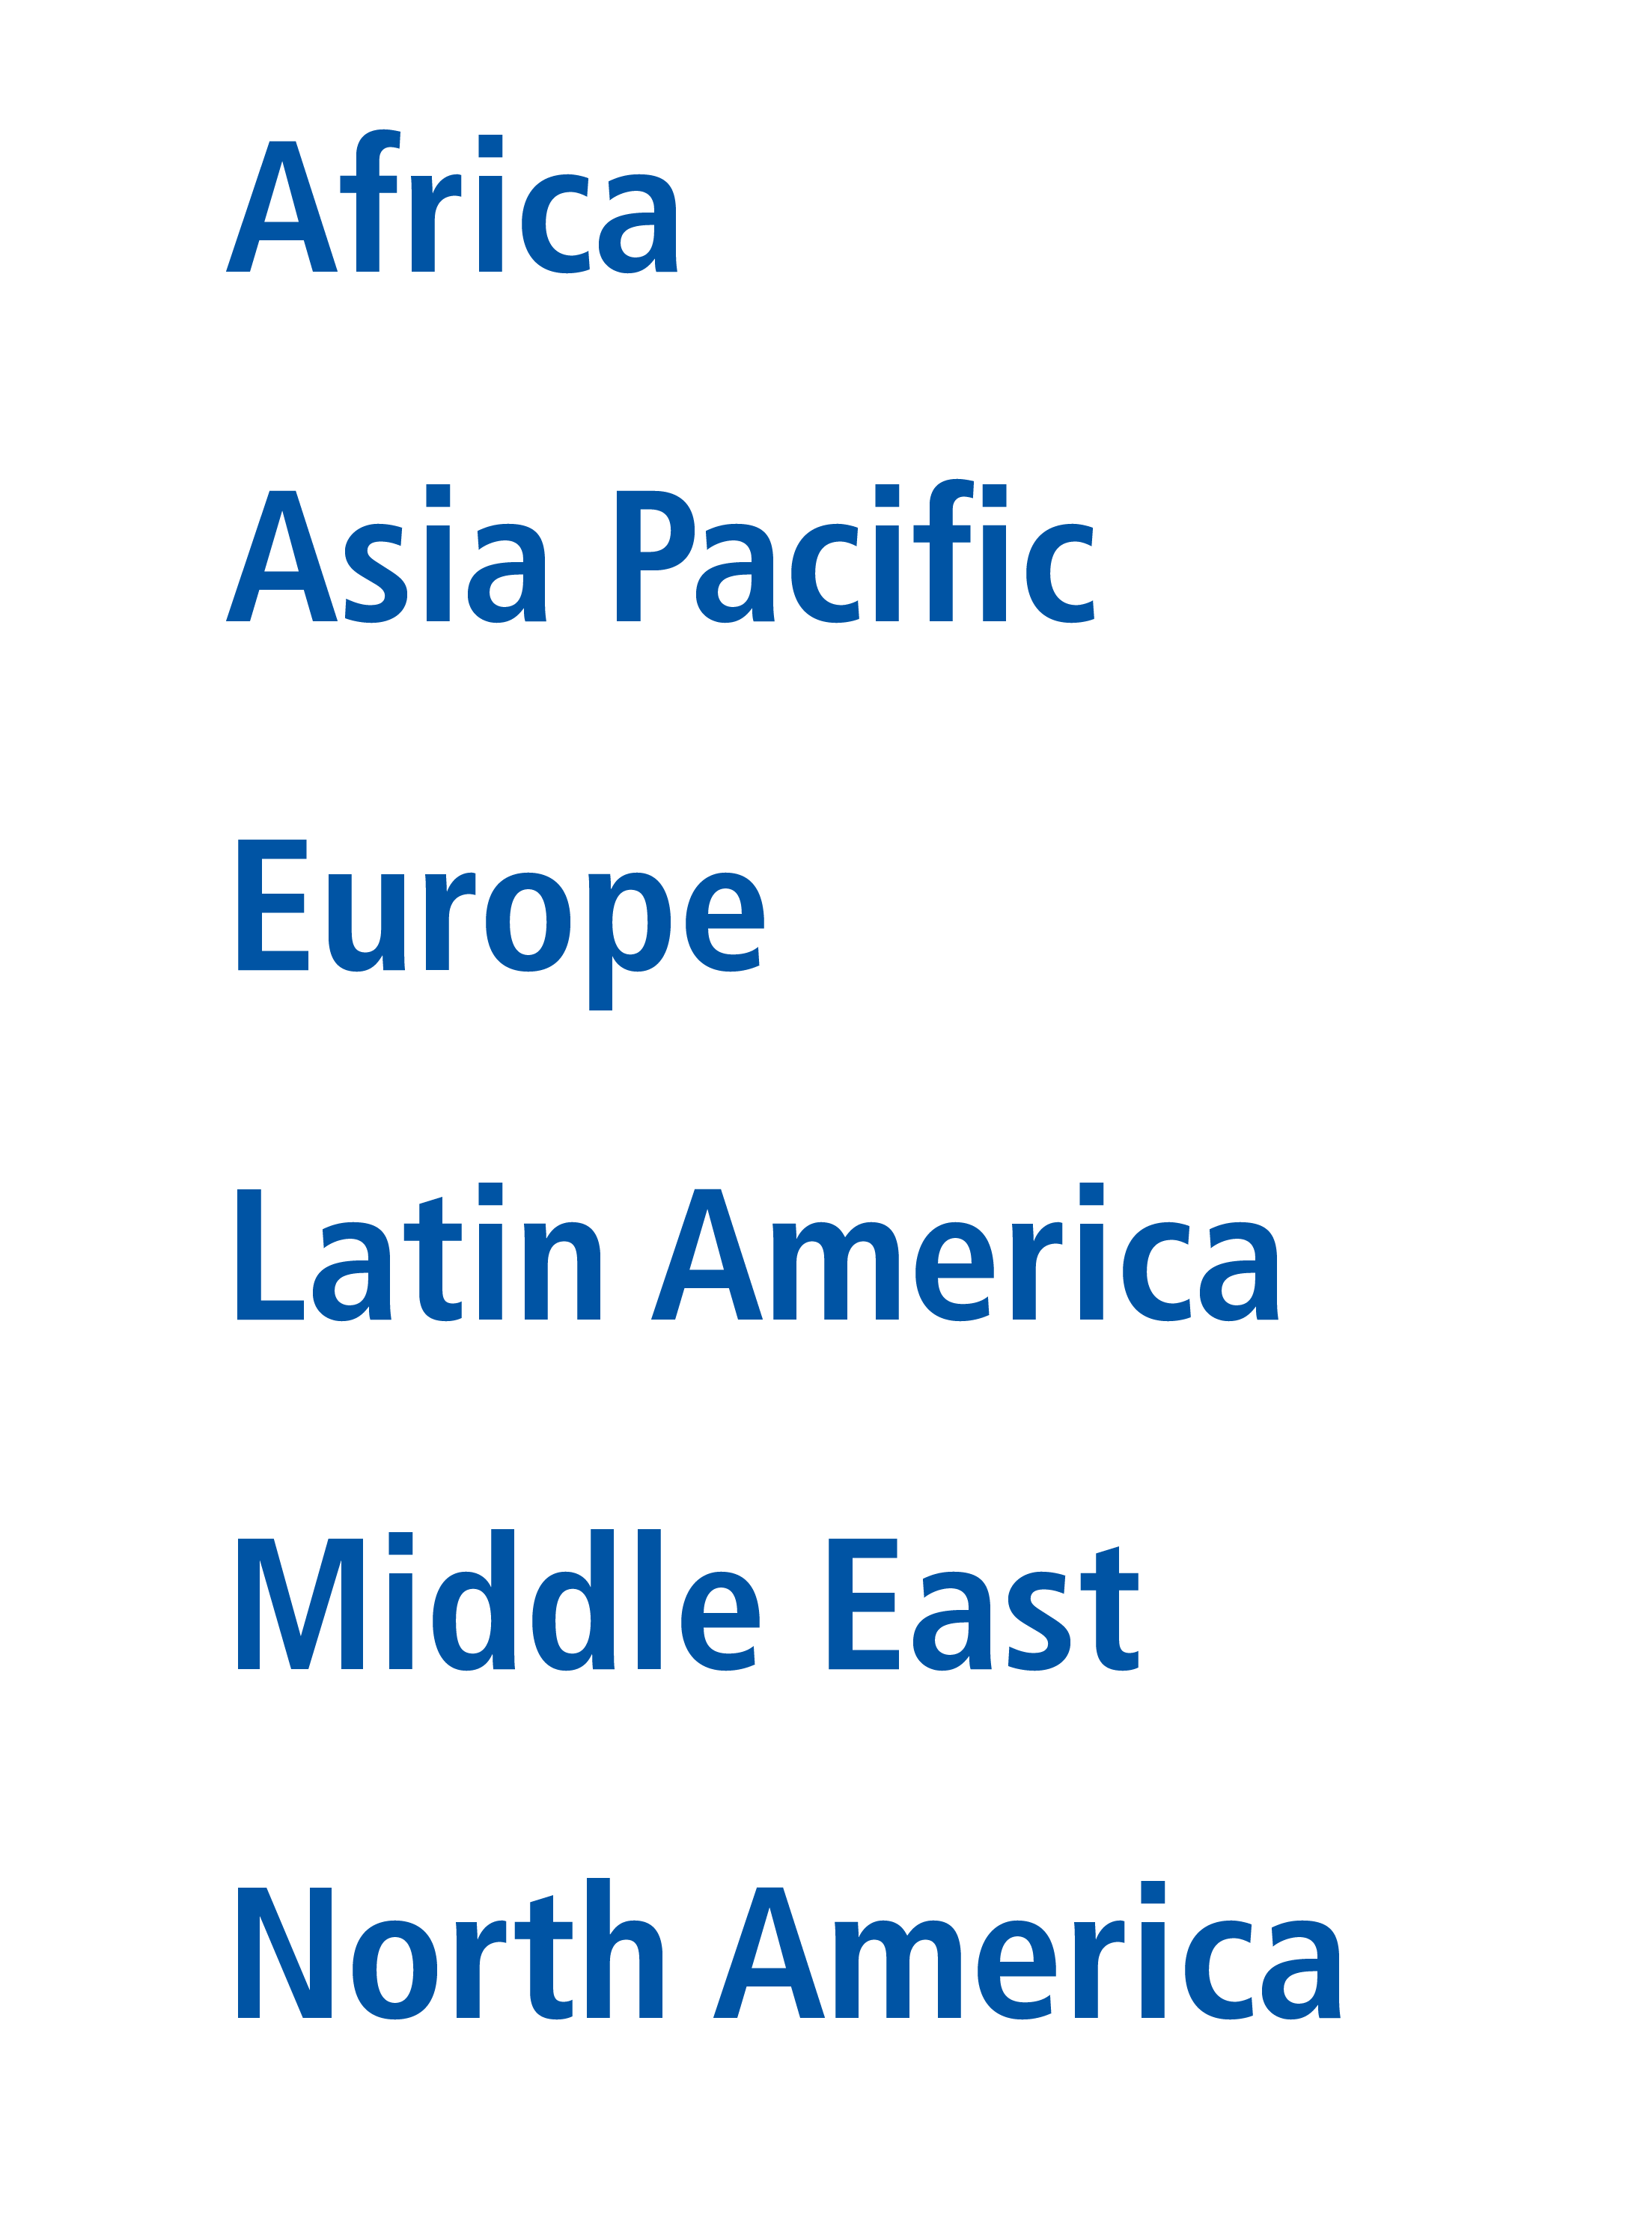 Africa
Asia Pacific
Europe
Latin America
Middle East
North America